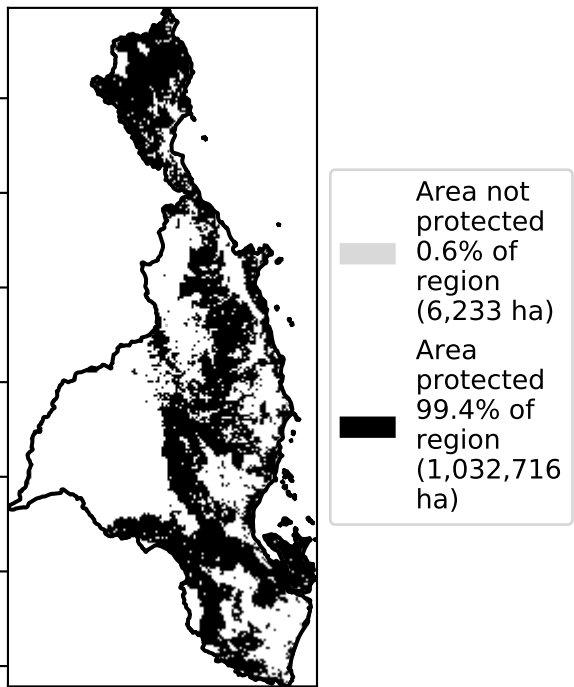 Area not
protected
0.6% of
region
(6,233 ha)
Area
protected
99.4% of
region
(1,032,716
ha)